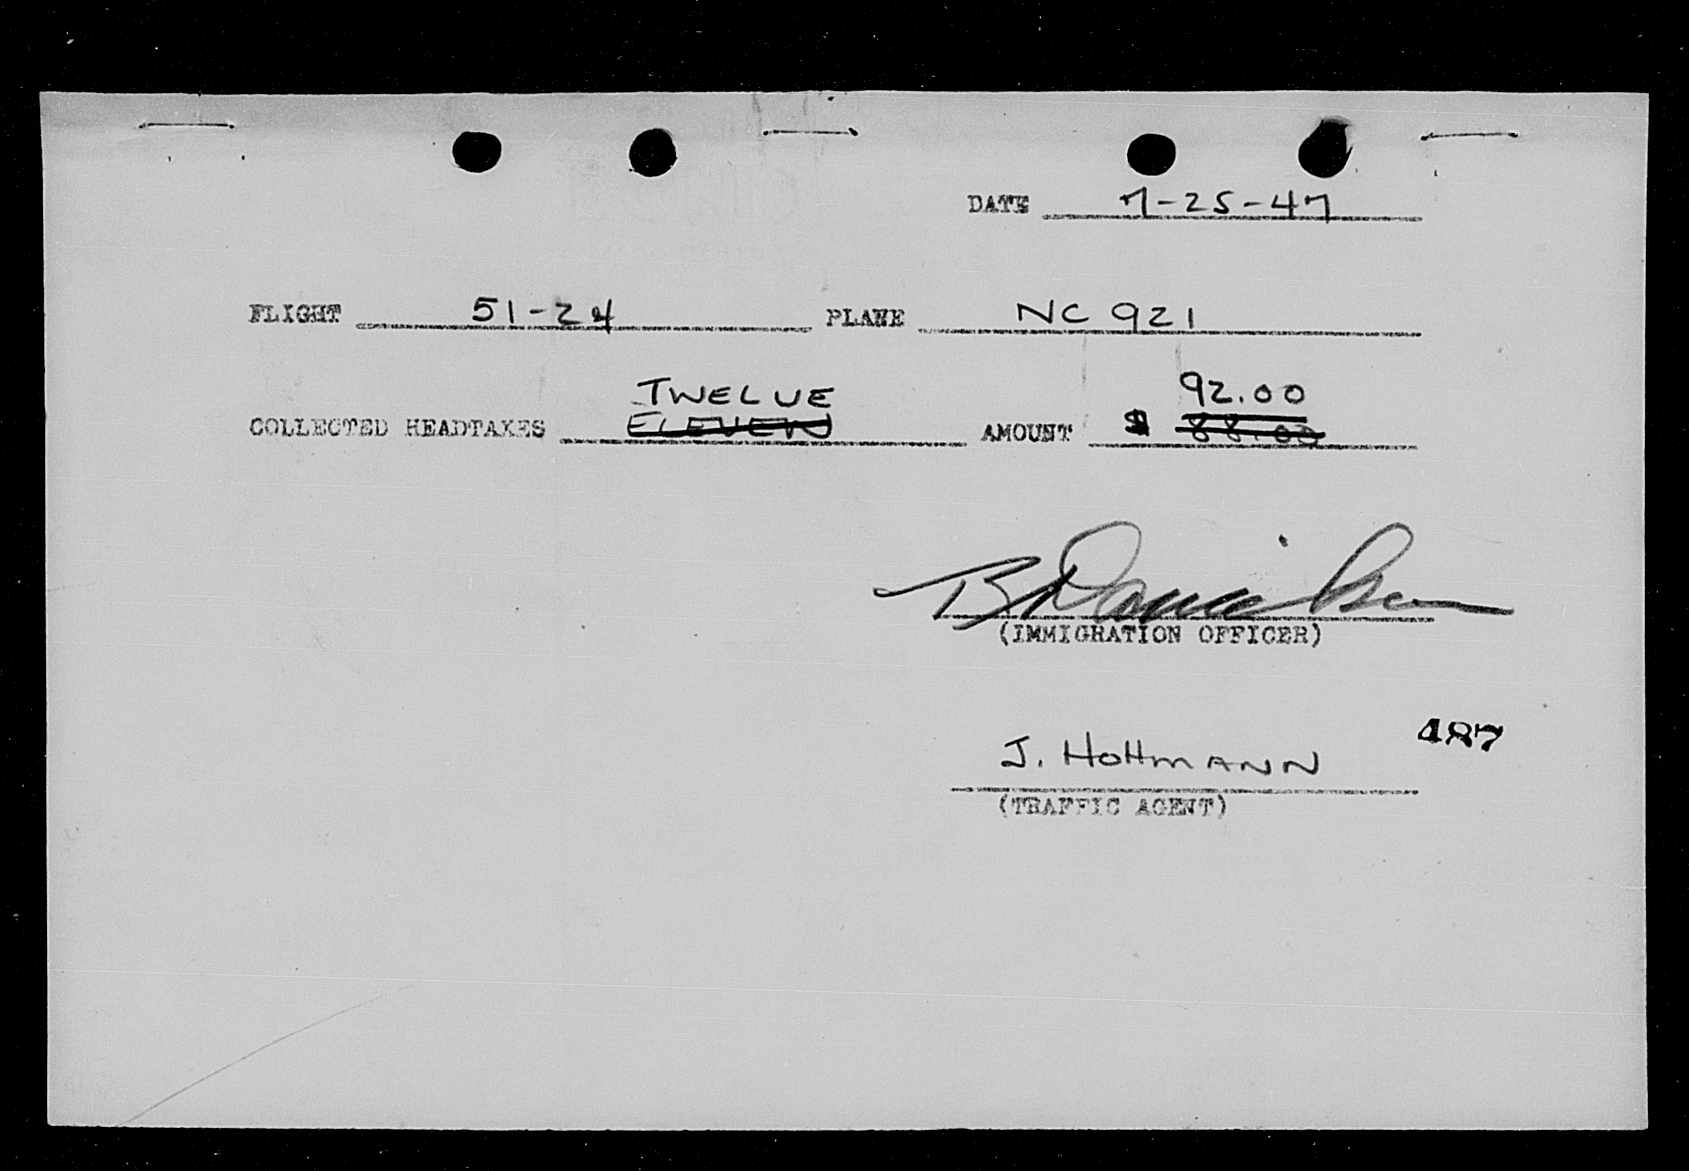 DATE 7-25-47
FLIGHT 51-24 PLANE NC 921
TWELVE 92.00
COLLECTED HEADTAXES ELEVEN AMOUNT $ 88.00
(IMMIGRATION OFFICER)
487
J. Hoffmann
(TRAFFIC AGENT)